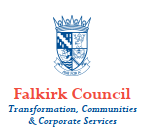 Falkirk Council
Transformation, Communities
& Corporate Services